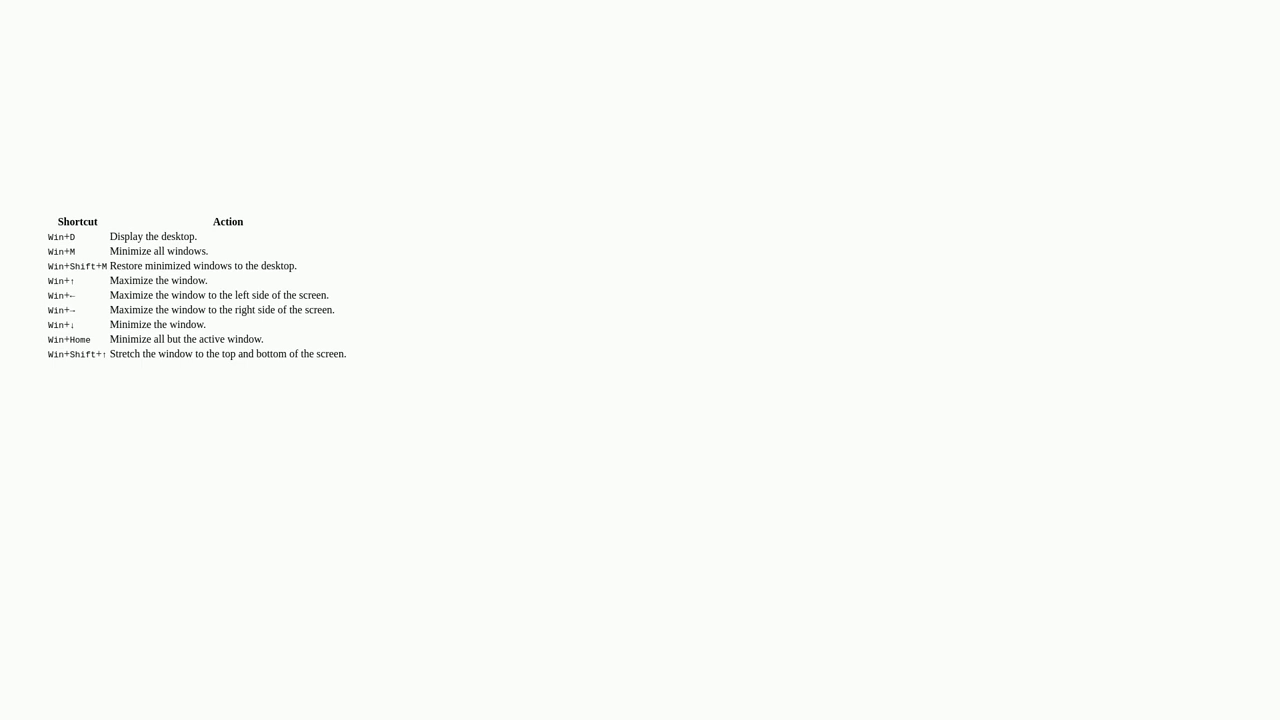 Shortcut Action
Win+D Display the desktop.
Win+M Minimize all windows.
Win+Shift+M Restore minimized windows to the desktop.
Win+↑ Maximize the window.
Win+← Maximize the window to the left side of the screen.
Win+→ Maximize the window to the right side of the screen.
Win+↓ Minimize the window.
Win+Home Minimize all but the active window.
Win+Shift+↑ Stretch the window to the top and bottom of the screen.